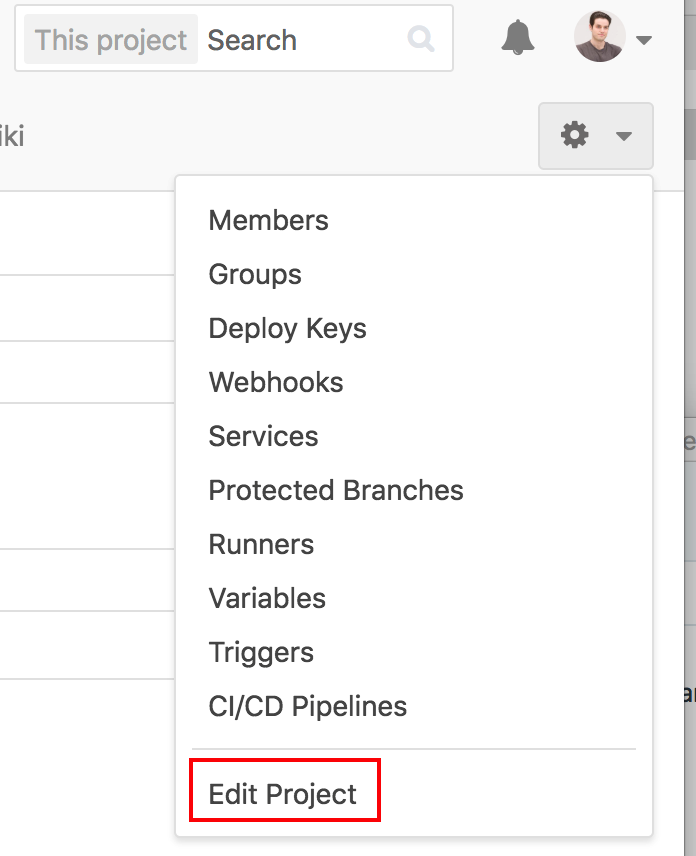 This project Search
iki
Members
Groups
Deploy Keys
Webhooks
Services
Protected Branches
Runners
Variables
Triggers
CI/CD Pipelines
Edit Project